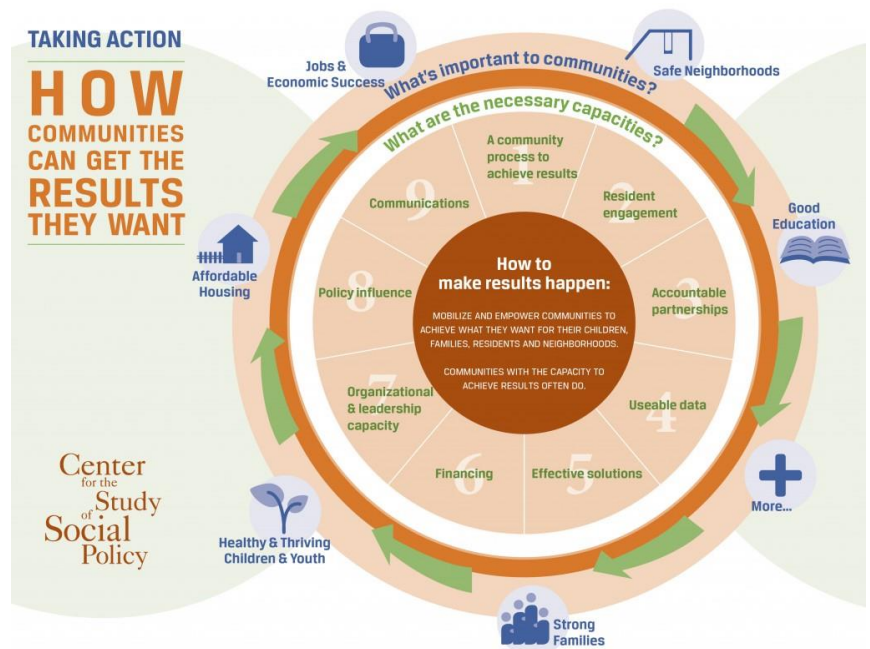 TAKING ACTION
HOW
COMMUNITIES
CAN GET THE
RESULTS
THEY WANT
Jobs &
Economic Success
What's important to communities?
Safe Neighborhoods
What are the necessary capacities?
1
A community
process to
achieve results
2
Resident
engagement
Good
Education
3
Accountable
partnerships
4
Useable data
More...
5
Effective solutions
6
Financing
Strong
Families
7
Organizational
& leadership
capacity
Healthy & Thriving
Children & Youth
8
Policy influence
Affordable
Housing
9
Communications
How to
make results happen:
MOBILIZE AND EMPOWER COMMUNITIES TO
ACHIEVE WHAT THEY WANT FOR THEIR CHILDREN,
FAMILIES, RESIDENTS AND NEIGHBORHOODS.
COMMUNITIES WITH THE CAPACITY TO
ACHIEVE RESULTS OFTEN DO.
Center
for the
Study
of
Social
Policy